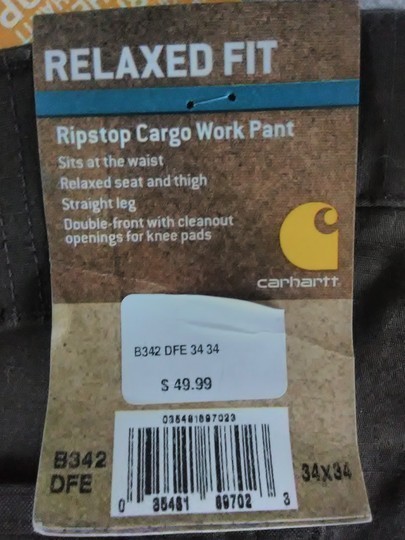 RELAXED FIT
Ripstop Cargo Work Pant
Sits at the waist
Relaxed seat and thigh
Straight leg
Double-front with cleanout
openings for knee pads
carhartt
B342 DFE 34 34
$ 49.99
035481897023
B342
DFE
34X34
0 35481 89702 3